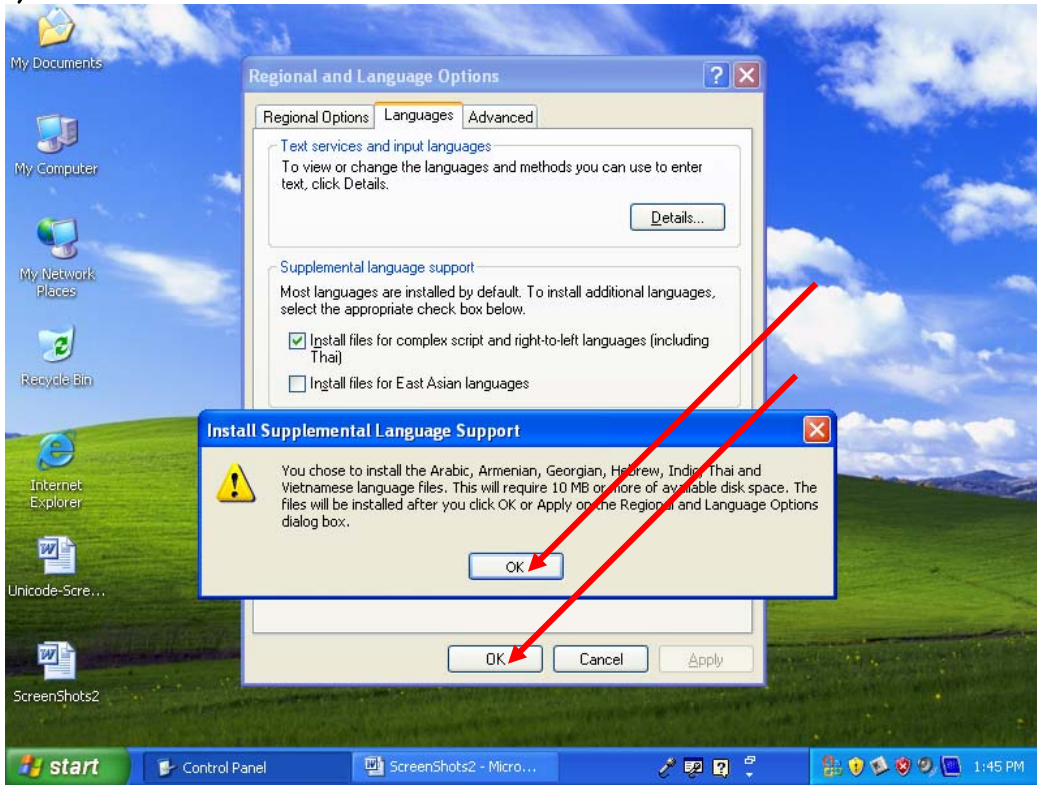 My Documents
My Computer
My Network
Places
Recycle Bin
Internet
Explorer
Unicode-Scre...
ScreenShots2
Regional and Language Options
Regional Options Languages Advanced
Text services and input languages
To view or change the languages and methods you can use to enter
text, click Details.
Details...
Supplemental language support
Most languages are installed by default. To install additional languages,
select the appropriate check box below.
Install files for complex script and right-to-left languages (including
Thai)
Install files for East Asian languages
Install Supplemental Language Support
You chose to install the Arabic, Armenian, Georgian, Hebrew, Indic, Thai and
Vietnamese language files. This will require 10 MB or more of available disk space. The
files will be installed after you click OK or Apply on the Regional and Language Options
dialog box.
OK
OK Cancel Apply
start Control Panel ScreenShots2 - Micro... 1:45 PM